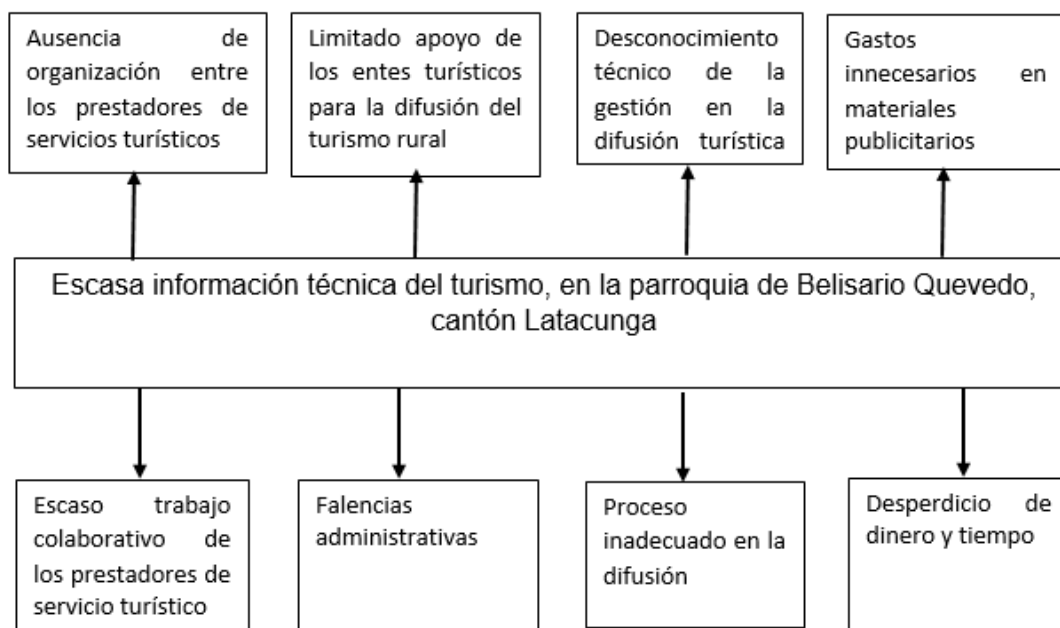 Ausencia de
organización entre
los prestadores de
servicios turísticos
Limitado apoyo de
los entes turísticos
para la difusión del
turismo rural
Desconocimiento
técnico de la
gestión en la
difusión turística
Gastos
innecesarios en
materiales
publicitarios
Escasa información técnica del turismo, en la parroquia de Belisario Quevedo,
cantón Latacunga
Escaso trabajo
colaborativo de
los prestadores de
servicio turístico
Falencias
administrativas
Proceso
inadecuado en la
difusión
Desperdicio de
dinero y tiempo